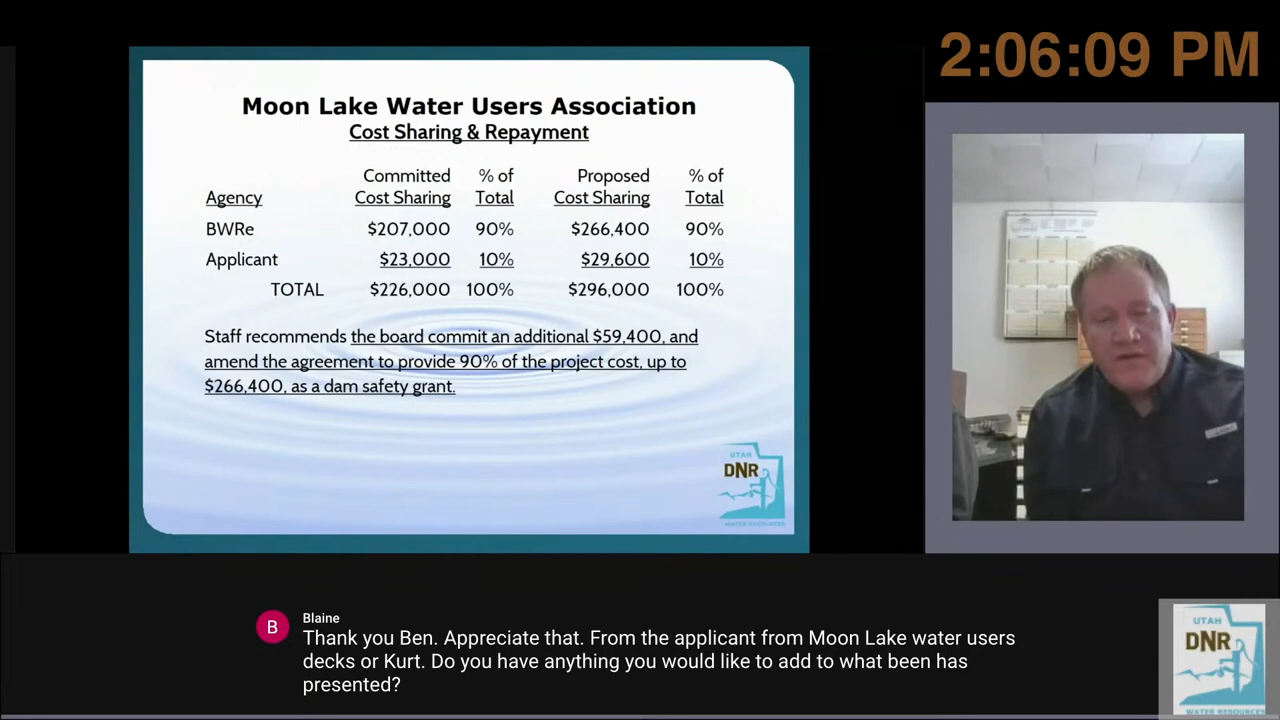 2:06:09 PM
Moon Lake Water Users Association
Cost Sharing & Repayment
Committed % of Proposed % of
Agency Cost Sharing Total Cost Sharing Total
BWRe $207,000 90% $266,400 90%
Applicant $23,000 10% $29,600 10%
TOTAL $226,000 100% $296,000 100%
Staff recommends the board commit an additional $59,400, and
amend the agreement to provide 90% of the project cost, up to
$266,400, as a dam safety grant.
UTAH
DNR
WATER RESOURCES
B
Blaine
Thank you Ben. Appreciate that. From the applicant from Moon Lake water users
decks or Kurt. Do you have anything you would like to add to what been has
presented?
UTAH
DNR
WATER RESOURCES